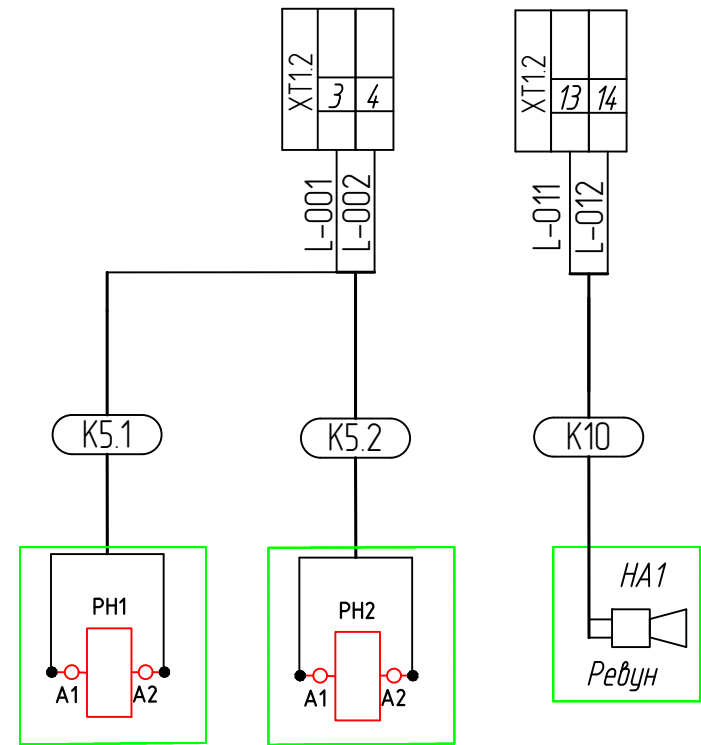 XT1.2
3
4
L-001
L-002
XT1.2
13
14
L-011
L-012
K5.1
K5.2
K10
PH1
A1
A2
PH2
A1
A2
HA1
Ревун